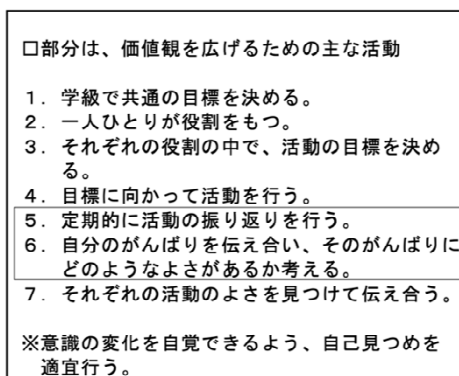 □部分は、価値観を広げるための主な活動
1．学級で共通の目標を決める。
2．一人ひとりが役割をもつ。
3．それぞれの役割の中で、活動の目標を決め
る。
4．目標に向かって活動を行う。
5．定期的に活動の振り返りを行う。
6．自分のがんばりを伝え合い、そのがんばりに
どのようなよさがあるか考える。
7．それぞれの活動のよさを見つけて伝え合う。
※意識の変化を自覚できるよう、自己見つめを
適宜行う。